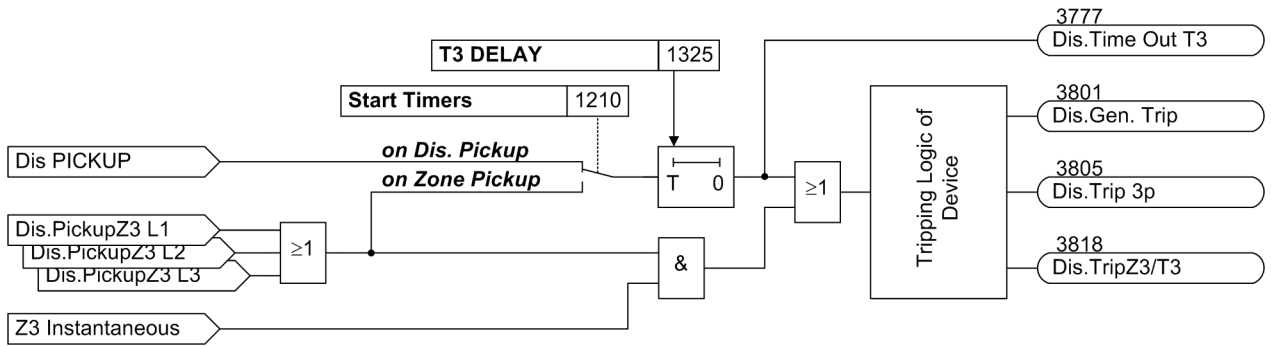 3777
Dis.Time Out T3
T3 DELAY 1325
3801
Dis.Gen. Trip
Start Timers 1210
Dis PICKUP
on Dis. Pickup
on Zone Pickup
T 0
≥1
Tripping Logic of
Device
3805
Dis.Trip 3p
Dis.PickupZ3 L1
Dis.PickupZ3 L2
Dis.PickupZ3 L3
≥1
&
3818
Dis.TripZ3/T3
Z3 Instantaneous